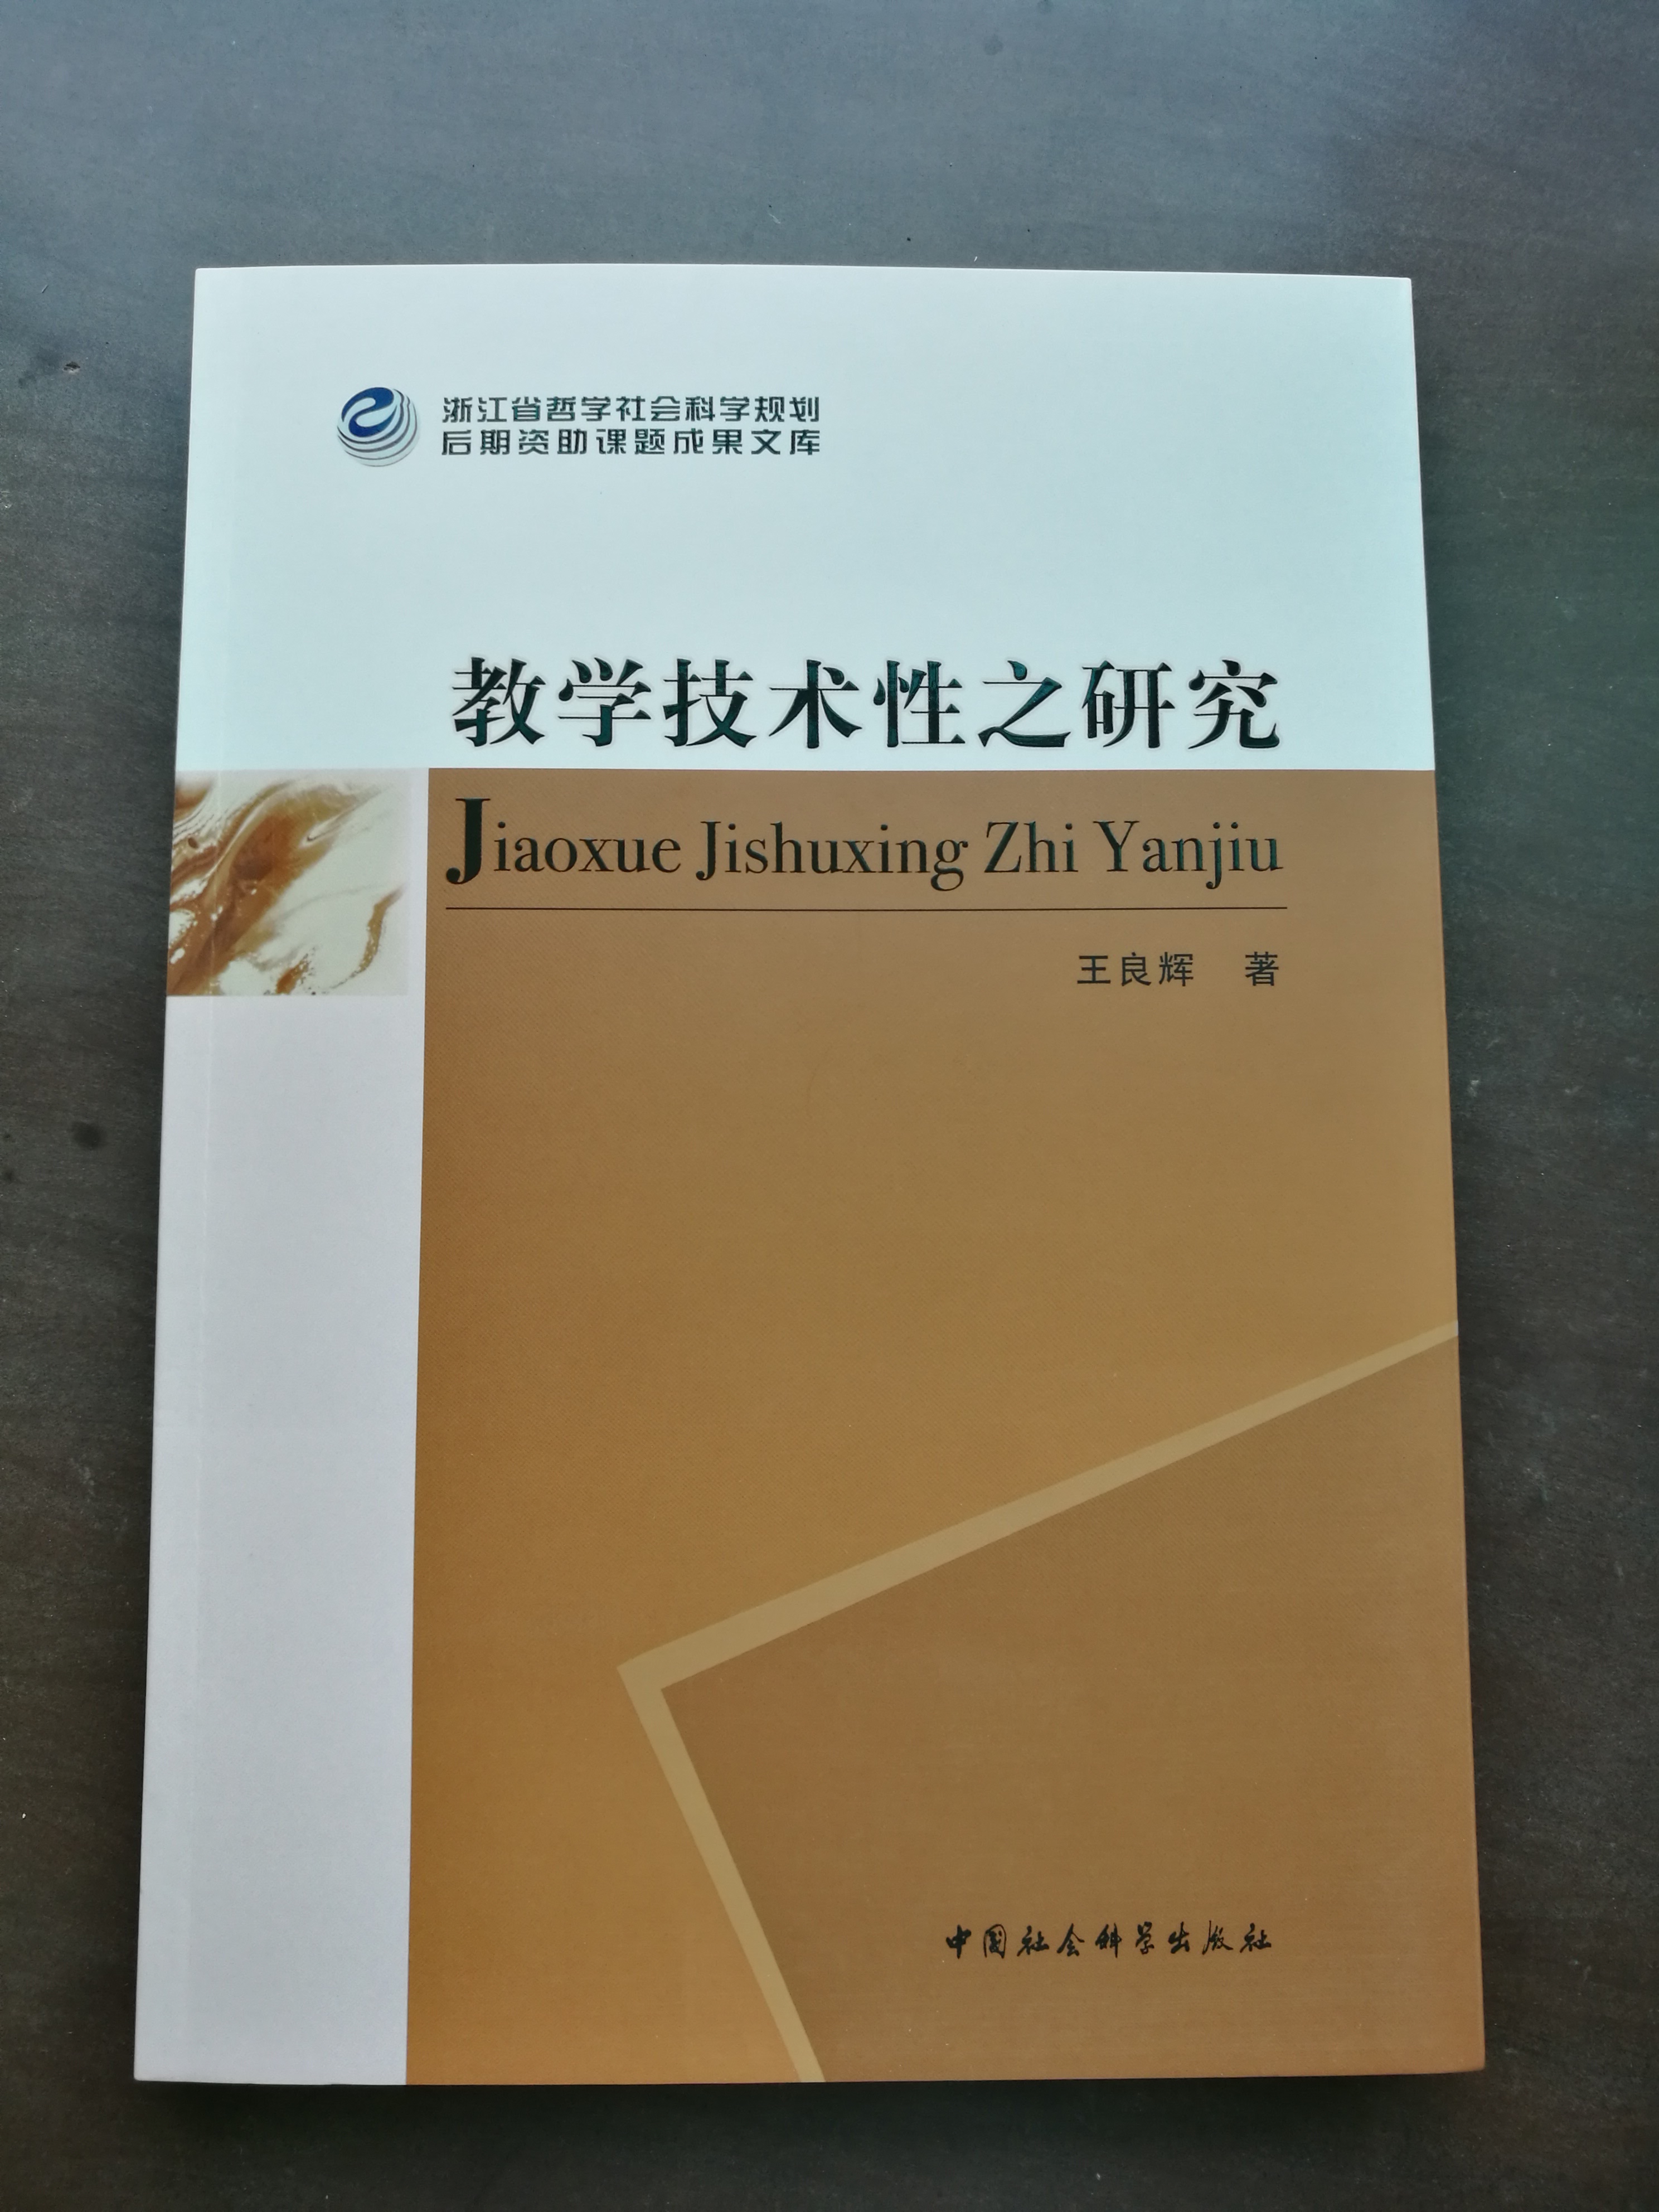 浙江省哲学社会科学规划
后期资助课题成果文库
教学技术性之研究
Jiaoxue Jishuxing Zhi Yanjiu
王良辉 著
中国社会科学出版社